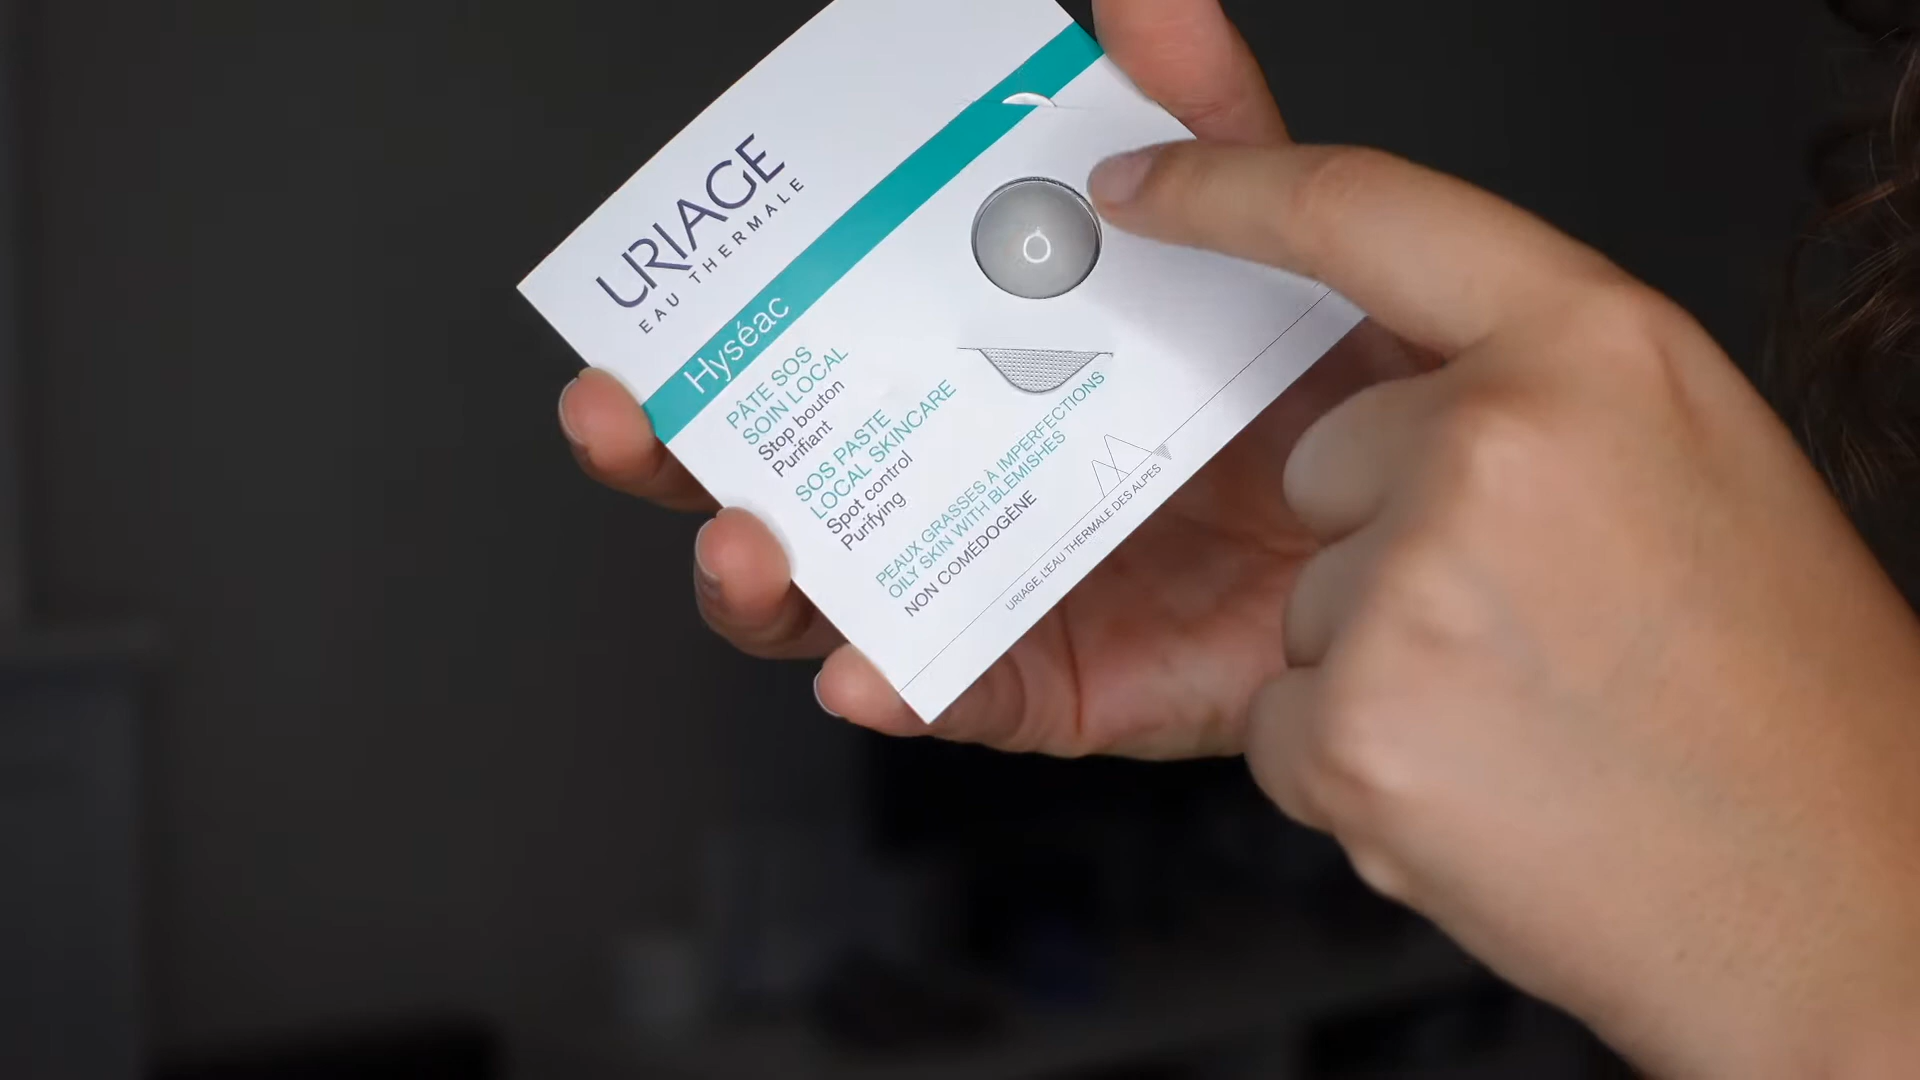 URIAGE
EAU THERMALE
Hyséac
PÂTE SOS
SOIN LOCAL
Stop bouton
Purifiant
SOS PASTE
LOCAL SKINCARE
Spot control
Purifying
PEAUX GRASSES À IMPERFECTIONS
OILY SKIN WITH BLEMISHES
NON COMÉDOGÈNE
URIAGE, L'EAU THERMALE DES ALPES